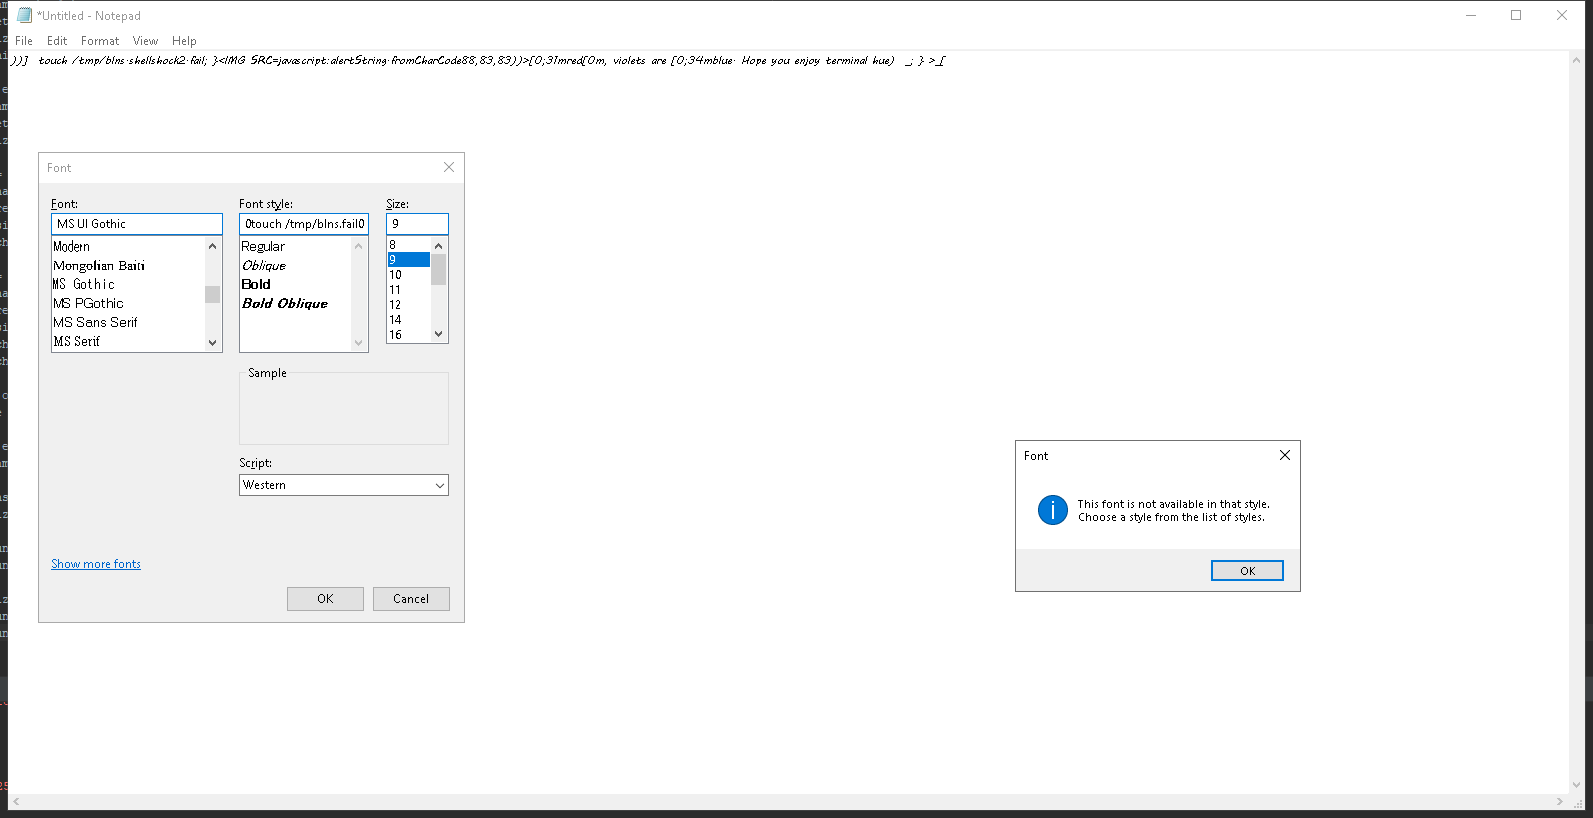 *Untitled - Notepad
File Edit Format View Help
))] touch /tmp/blns.shellshock2.fail; }<IMG SRC=javascript:alertString.fromCharCode88,83,83))>[0;31mred[0m, violets are [0;34mblue. Hope you enjoy terminal hue) _; } >_[
Font
Font: Font style: Size:
MS UI Gothic 0touch /tmp/blns.fail0 9
Modern Regular 8
Mongolian Baiti Oblique 9
MS Gothic Bold 10
MS PGothic Bold Oblique 11
MS Sans Serif 12
MS Serif 14
16
Sample
Script:
Western
Show more fonts
OK Cancel
Font
This font is not available in that style.
Choose a style from the list of styles.
OK